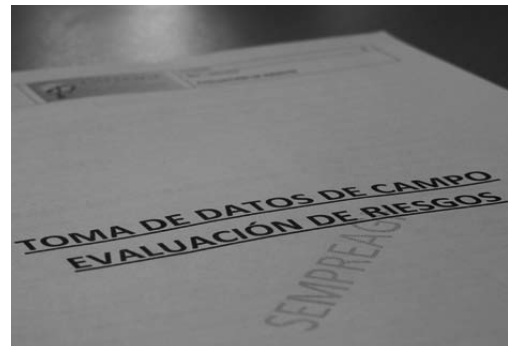 TOMA DE DATOS DE CAMPO
EVALUACIÓN DE RIESGOS
SEMPREAG